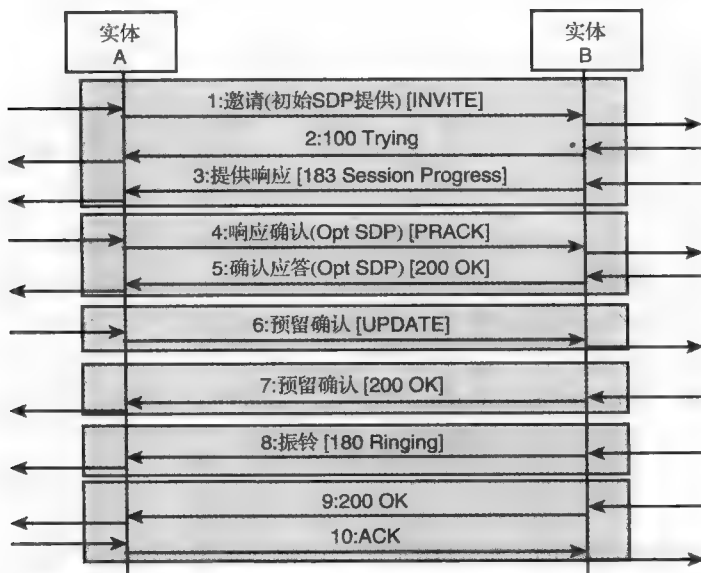 实体
A
实体
B
1:邀请(初始SDP提供) [INVITE]
2:100 Trying
3:提供响应 [183 Session Progress]
4:响应确认(Opt SDP) [PRACK]
5:确认应答(Opt SDP) [200 OK]
6:预留确认 [UPDATE]
7:预留确认 [200 OK]
8:振铃 [180 Ringing]
9:200 OK
10:ACK